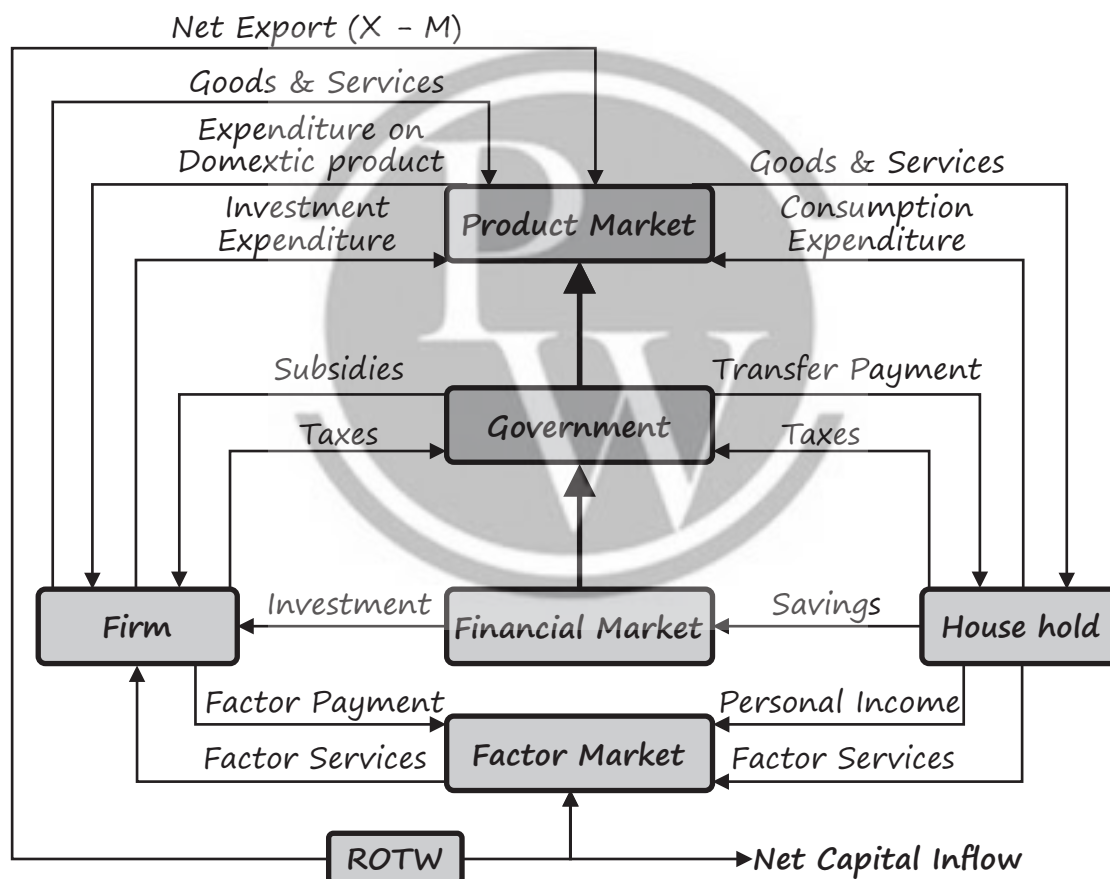 Net Export (X - M)
Goods & Services
Expenditure on
Domextic product
Goods & Services
Investment
Expenditure
Product Market
Consumption
Expenditure
Subsidies
Transfer Payment
Government
Taxes
Taxes
Firm
Investment
Financial Market
Savings
House hold
Factor Payment
Personal Income
Factor Market
Factor Services
Factor Services
ROTW
Net Capital Inflow
PW